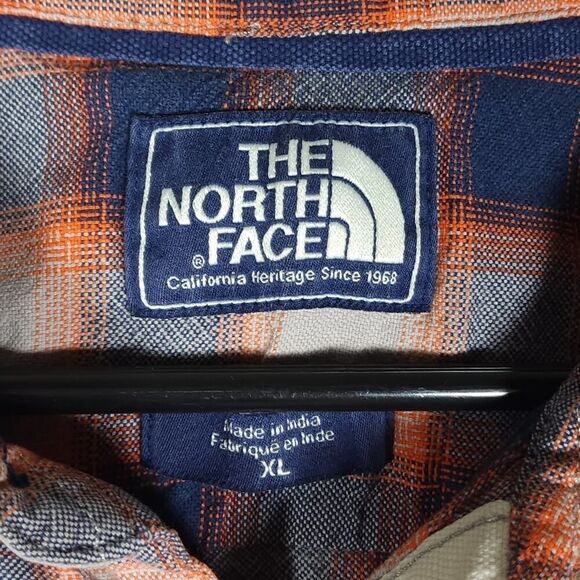 THE
NORTH
FACE
®
California Heritage Since 1968
Made in India
Fabriqué en Inde
XL